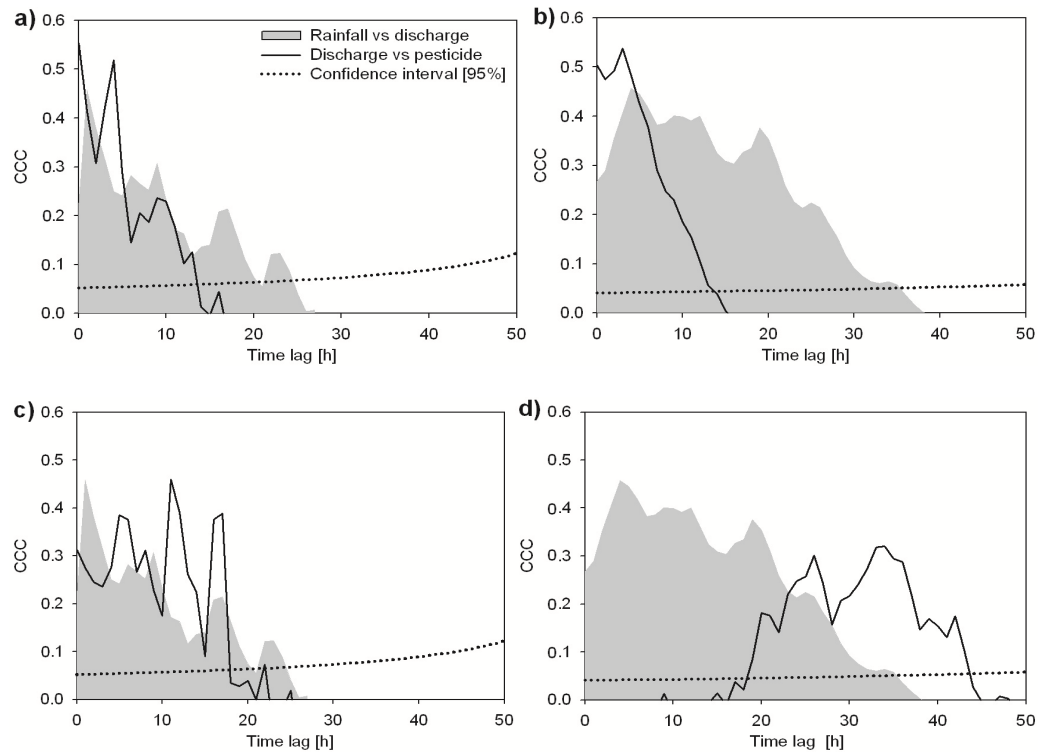 a)
0.6
0.5
0.4
0.3
0.2
0.1
0.0
CCC
Rainfall vs discharge
Discharge vs pesticide
Confidence interval [95%]
0 10 20 30 40 50
Time lag [h]
b)
0.6
0.5
0.4
0.3
0.2
0.1
0.0
CCC
0 10 20 30 40 50
Time lag [h]
c)
0.6
0.5
0.4
0.3
0.2
0.1
0.0
CCC
0 10 20 30 40 50
Time lag [h]
d)
0.6
0.5
0.4
0.3
0.2
0.1
0.0
CCC
0 10 20 30 40 50
Time lag [h]